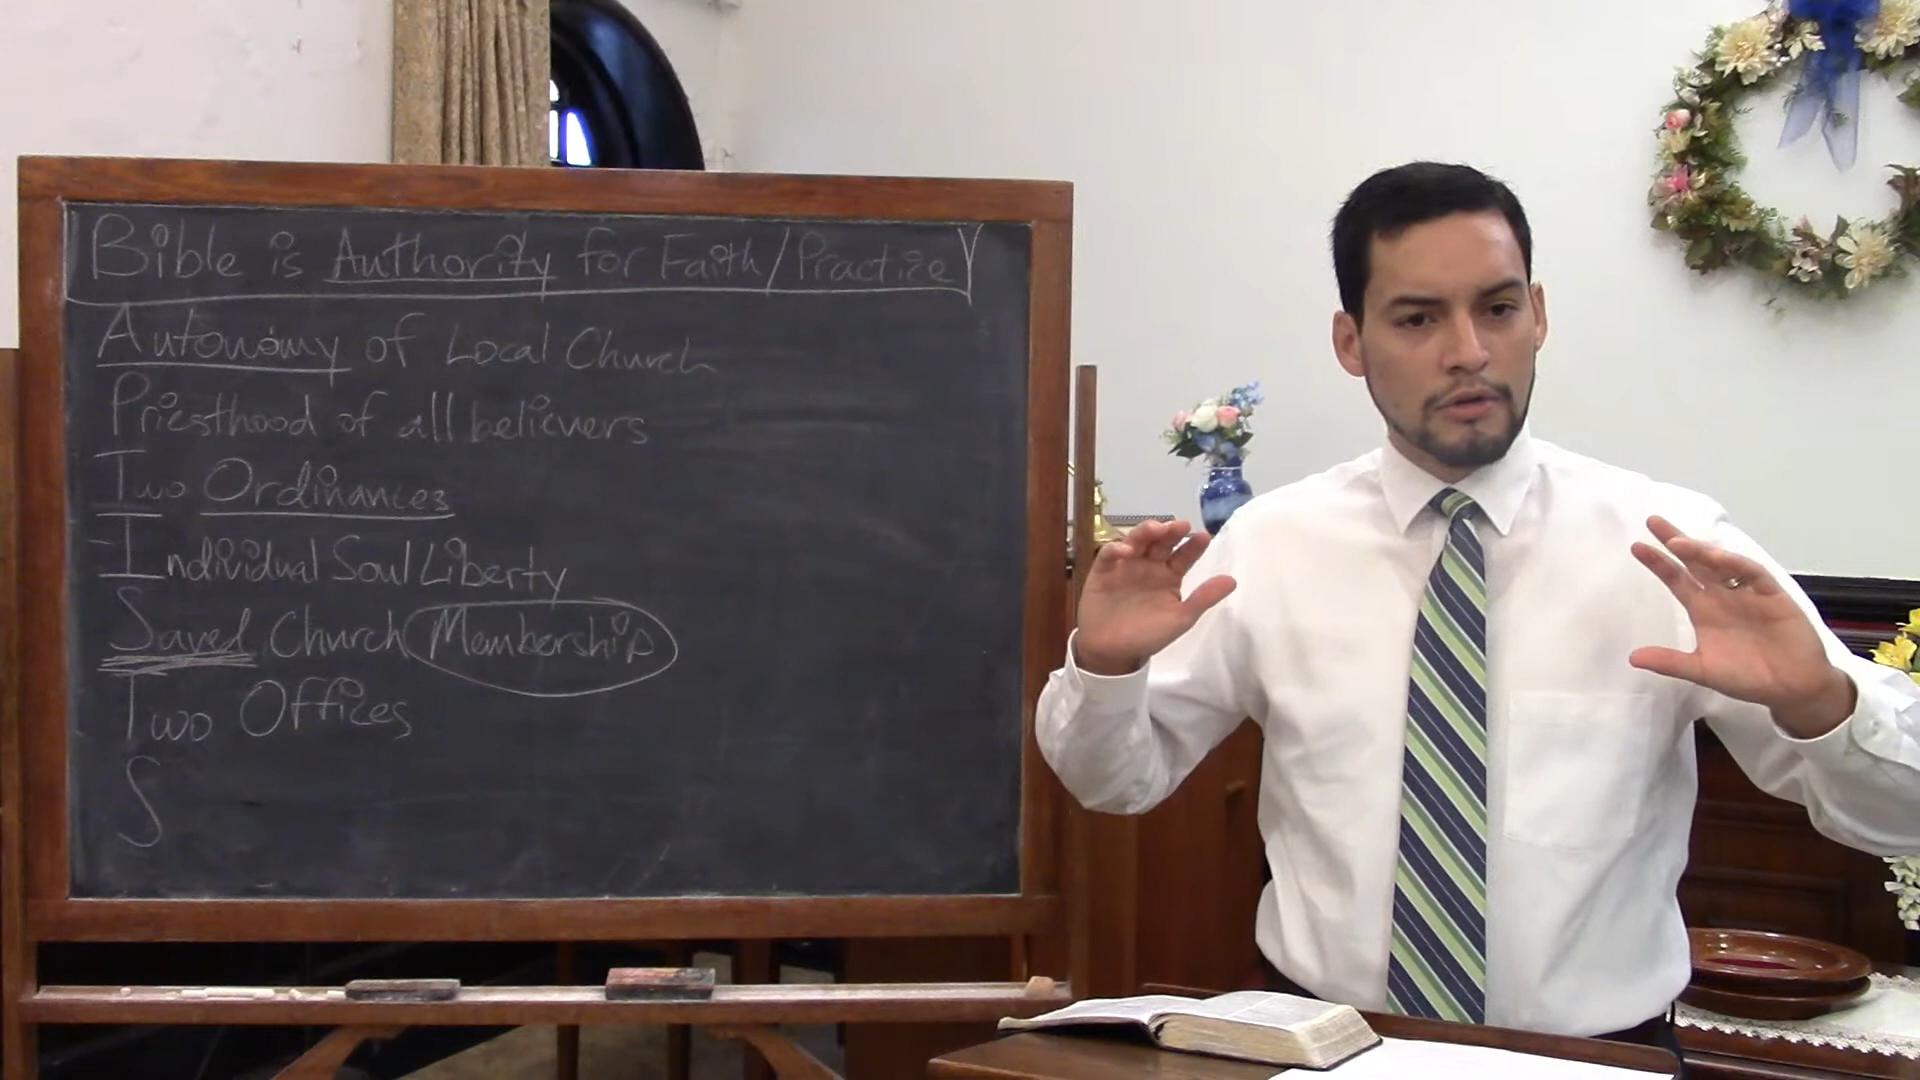 Bible is Authority for Faith/Practice
Autonomy of Local Church
Priesthood of all believers
Two Ordinances
Individual Soul Liberty
Saved Church Membership
Two Offices
S